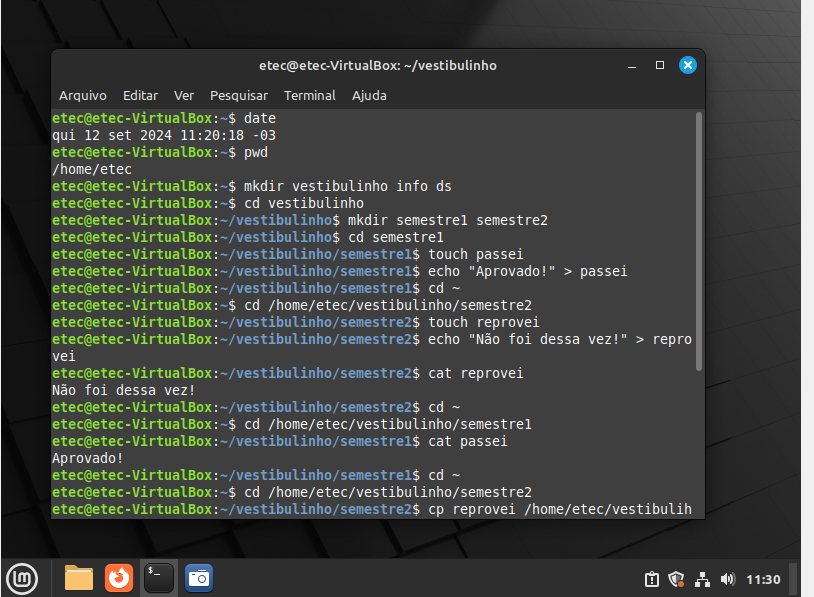 etec@etec-VirtualBox: ~/vestibulinho
Arquivo Editar Ver Pesquisar Terminal Ajuda
etec@etec-VirtualBox:~$ date
qui 12 set 2024 11:20:18 -03
etec@etec-VirtualBox:~$ pwd
/home/etec
etec@etec-VirtualBox:~$ mkdir vestibulinho info ds
etec@etec-VirtualBox:~$ cd vestibulinho
etec@etec-VirtualBox:~/vestibulinho$ mkdir semestre1 semestre2
etec@etec-VirtualBox:~/vestibulinho$ cd semestre1
etec@etec-VirtualBox:~/vestibulinho/semestre1$ touch passei
etec@etec-VirtualBox:~/vestibulinho/semestre1$ echo "Aprovado!" > passei
etec@etec-VirtualBox:~/vestibulinho/semestre1$ cd ~
etec@etec-VirtualBox:~$ cd /home/etec/vestibulinho/semestre2
etec@etec-VirtualBox:~/vestibulinho/semestre2$ touch reprovei
etec@etec-VirtualBox:~/vestibulinho/semestre2$ echo "Não foi dessa vez!" > repro
vei
etec@etec-VirtualBox:~/vestibulinho/semestre2$ cat reprovei
Não foi dessa vez!
etec@etec-VirtualBox:~/vestibulinho/semestre2$ cd ~
etec@etec-VirtualBox:~$ cd /home/etec/vestibulinho/semestre1
etec@etec-VirtualBox:~/vestibulinho/semestre1$ cat passei
Aprovado!
etec@etec-VirtualBox:~/vestibulinho/semestre1$ cd ~
etec@etec-VirtualBox:~$ cd /home/etec/vestibulinho/semestre2
etec@etec-VirtualBox:~/vestibulinho/semestre2$ cp reprovei /home/etec/vestibulih
$_
11:30